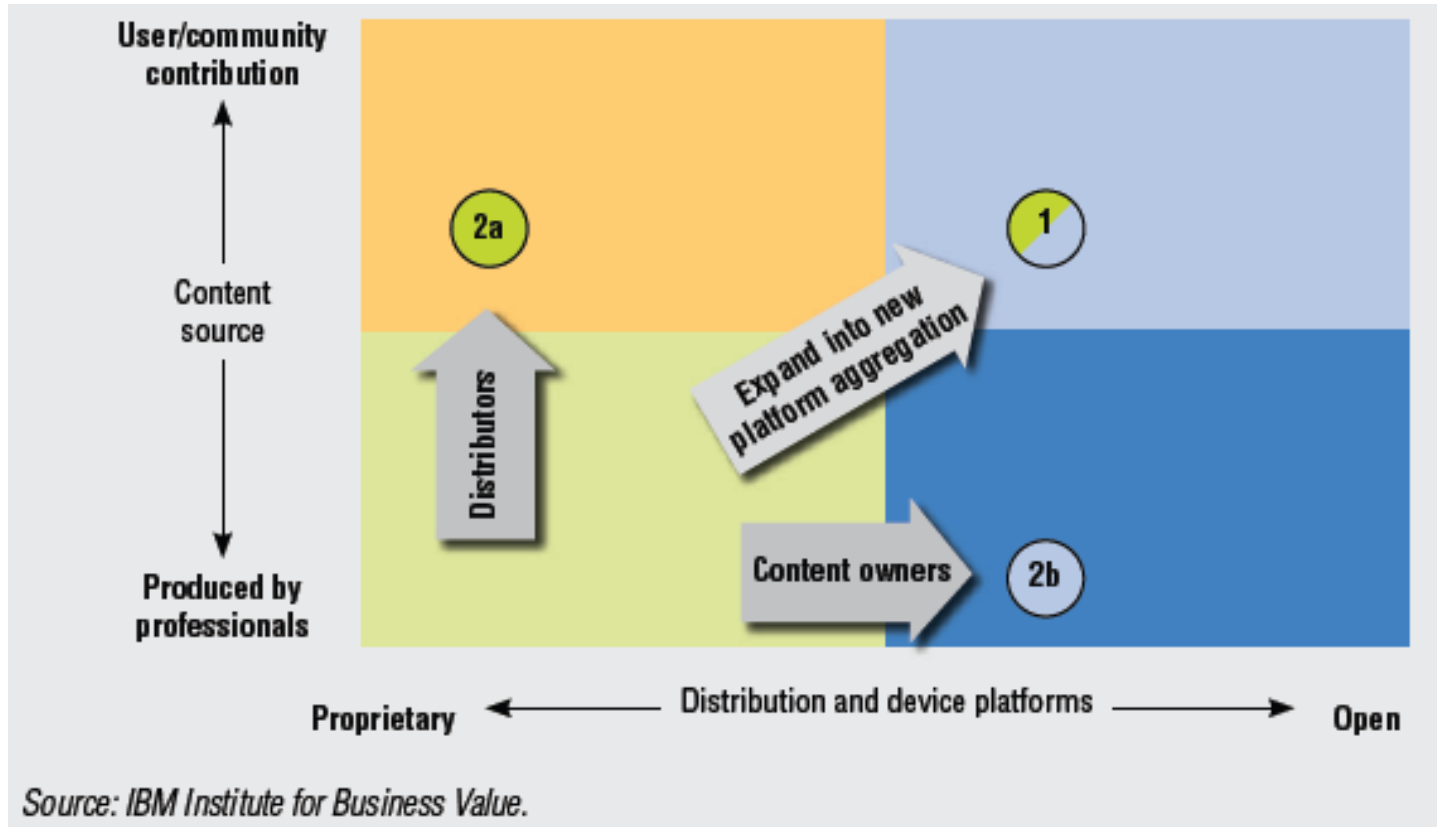 User/community
contribution
Content
source
Produced by
professionals
2a
1
Distributors
Expand into new
platform aggregation
Content owners
2b
Proprietary
Distribution and device platforms
Open
Source: IBM Institute for Business Value.